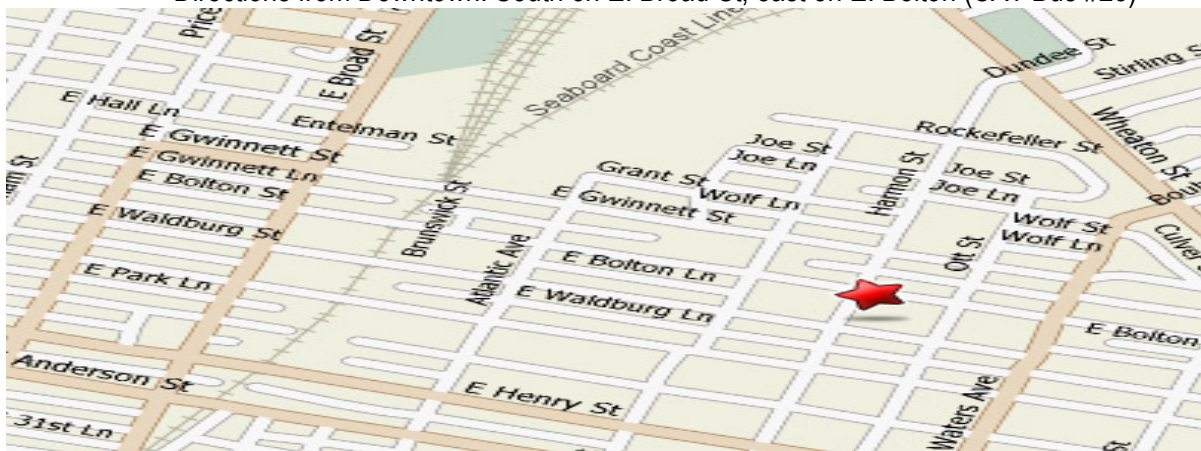 Directions from Downtown: South on E. Broad St, east on E. Bolton
Price
E Broad St
Seaboard Coast Line
Dundee St
Stirling S
E Hall Ln
Entelman St
Wheaton St
E Gwinnett St
E Gwinnett Ln
E Bolton St
Joe St
Joe Ln
Rockefeller St
Harmon St
Joe St
Joe Ln
Grant St
Wolf Ln
E Gwinnett St
Brunswick St
E Waldburg St
Atlantic Ave
Wolf St
Wolf Ln
Ott St
Culver
E Park Ln
E Bolton Ln
E Waldburg Ln
E Bolton
Anderson St
E Henry St
31st Ln
Waters Ave
St